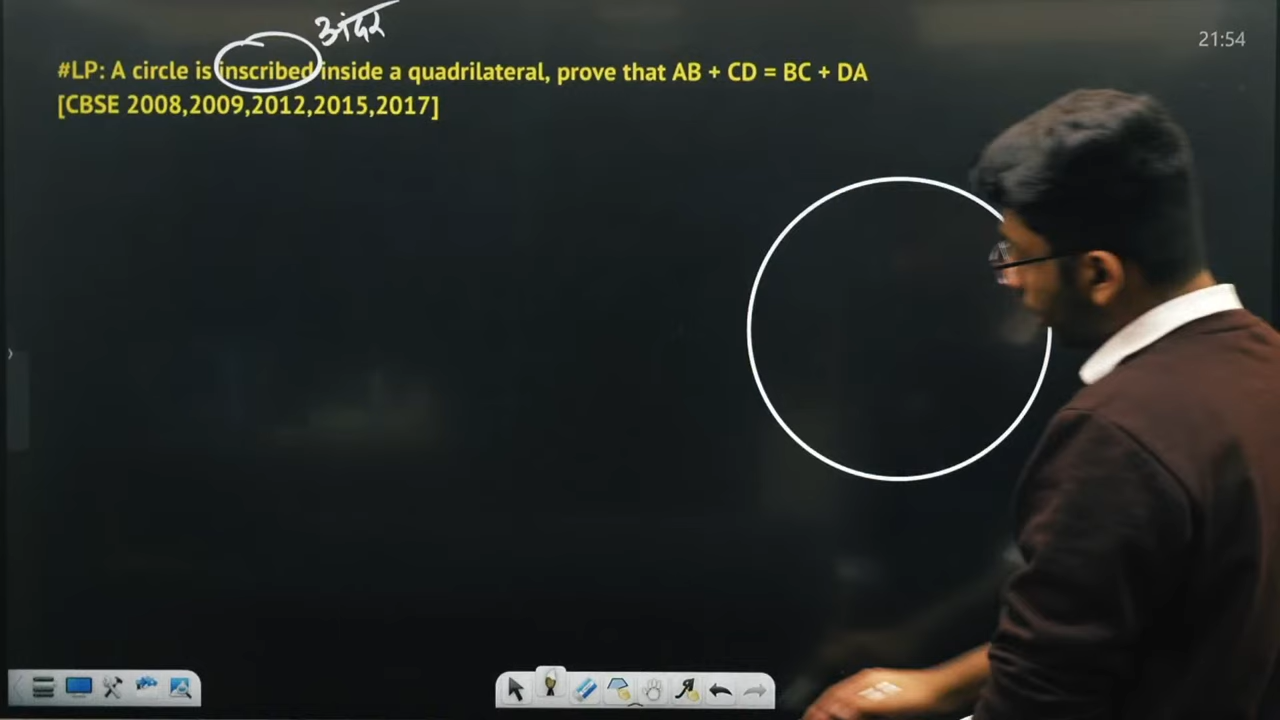 अंदर
21:54
#LP: A circle is inscribed inside a quadrilateral, prove that AB + CD = BC + DA
[CBSE 2008,2009,2012,2015,2017]